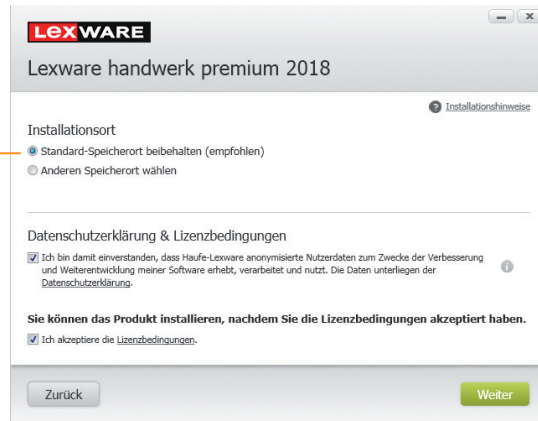 LEXWARE
Lexware handwerk premium 2018
Installationshinweise
Installationsort
Standard-Speicherort beibehalten (empfohlen)
Anderen Speicherort wählen
Datenschutzerklärung & Lizenzbedingungen
Ich bin damit einverstanden, dass Haufe-Lexware anonymisierte Nutzerdaten zum Zwecke der Verbesserung
und Weiterentwicklung meiner Software erhebt, verarbeitet und nutzt. Die Daten unterliegen der
Datenschutzerklärung.
Sie können das Produkt installieren, nachdem Sie die Lizenzbedingungen akzeptiert haben.
Ich akzeptiere die Lizenzbedingungen.
Zurück
Weiter